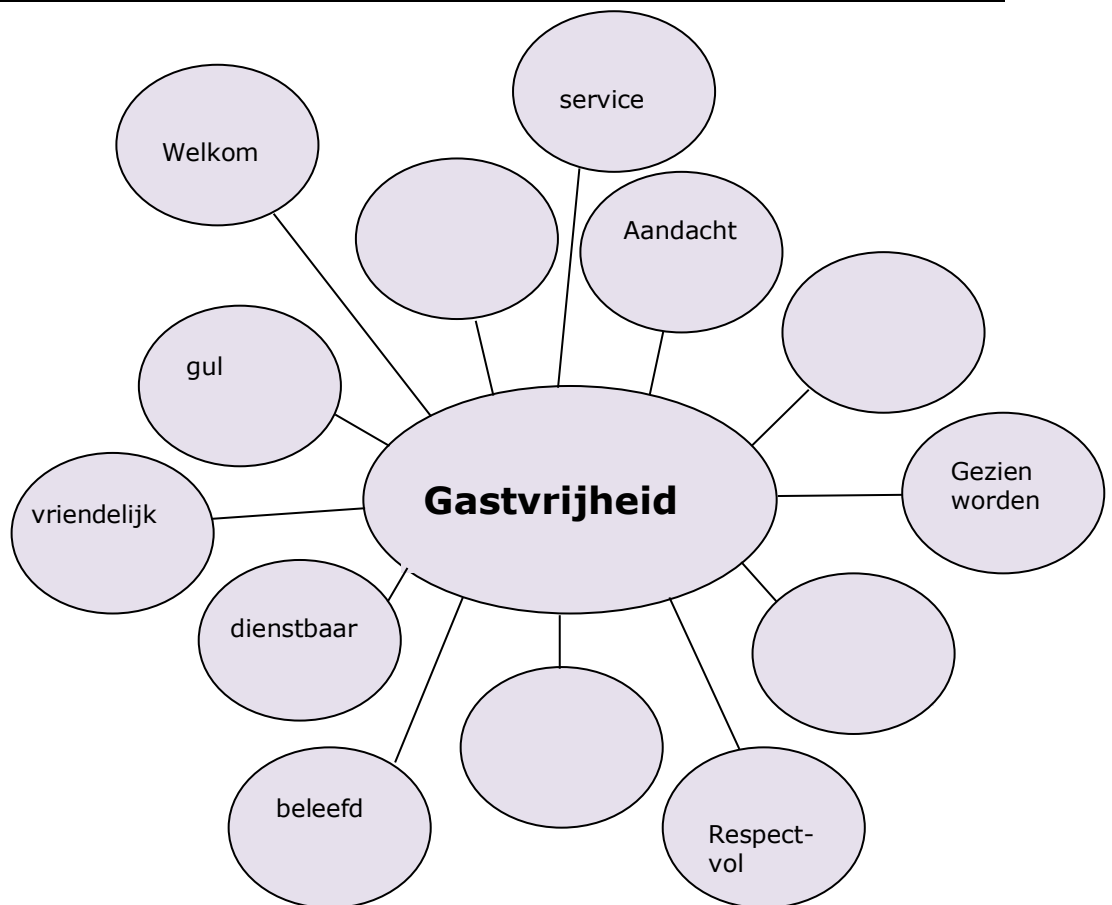 service
Welkom
Aandacht
gul
Gezien
worden
Gastvrijheid
vriendelijk
dienstbaar
beleefd
Respect-
vol